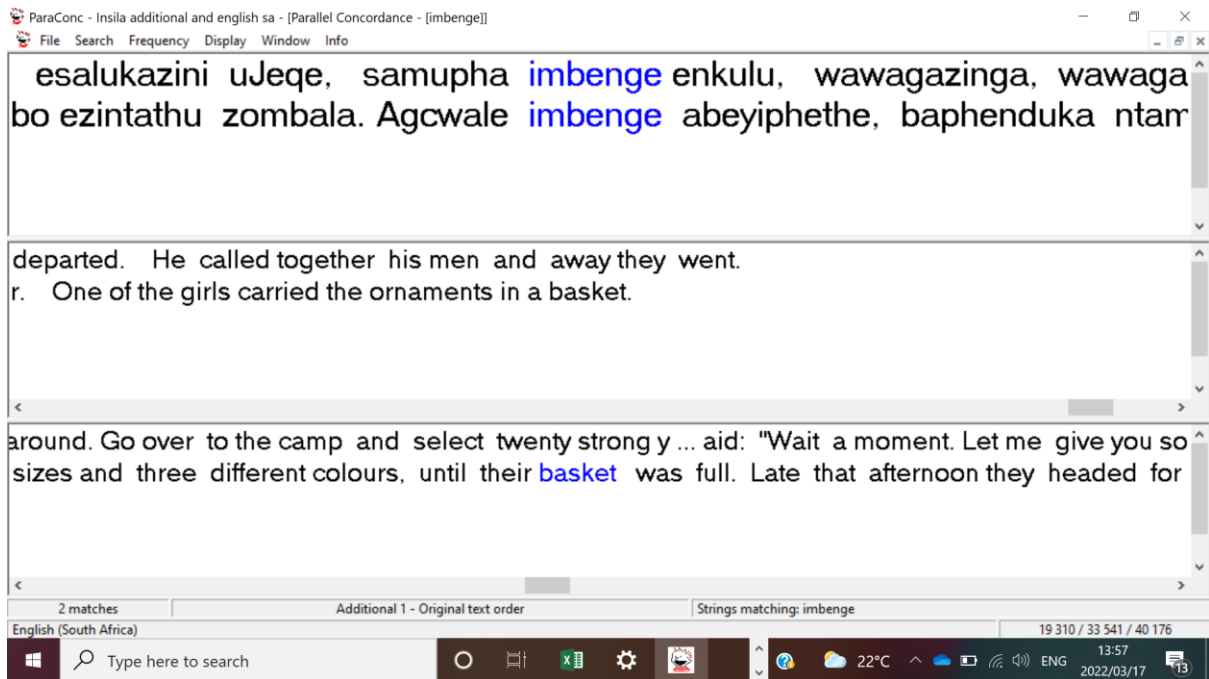 ParaConc - Insila additional and english sa - [Parallel Concordance - [imbenge]]
File Search Frequency Display Window Info
esalukazini uJeqe, samupha imbenge enkulu, wawagazinga, wawaga
bo ezintathu zombala. Agcwale imbenge abeyiphethe, baphenduka ntam
departed. He called together his men and away they went.
r. One of the girls carried the ornaments in a basket.
around. Go over to the camp and select twenty strong y ... aid: "Wait a moment. Let me give you so
sizes and three different colours, until their basket was full. Late that afternoon they headed for
2 matches Additional 1 - Original text order Strings matching: imbenge
English (South Africa) 19 310 / 33 541 / 40 176
Type here to search 22°C ENG 13:57
2022/03/17 13